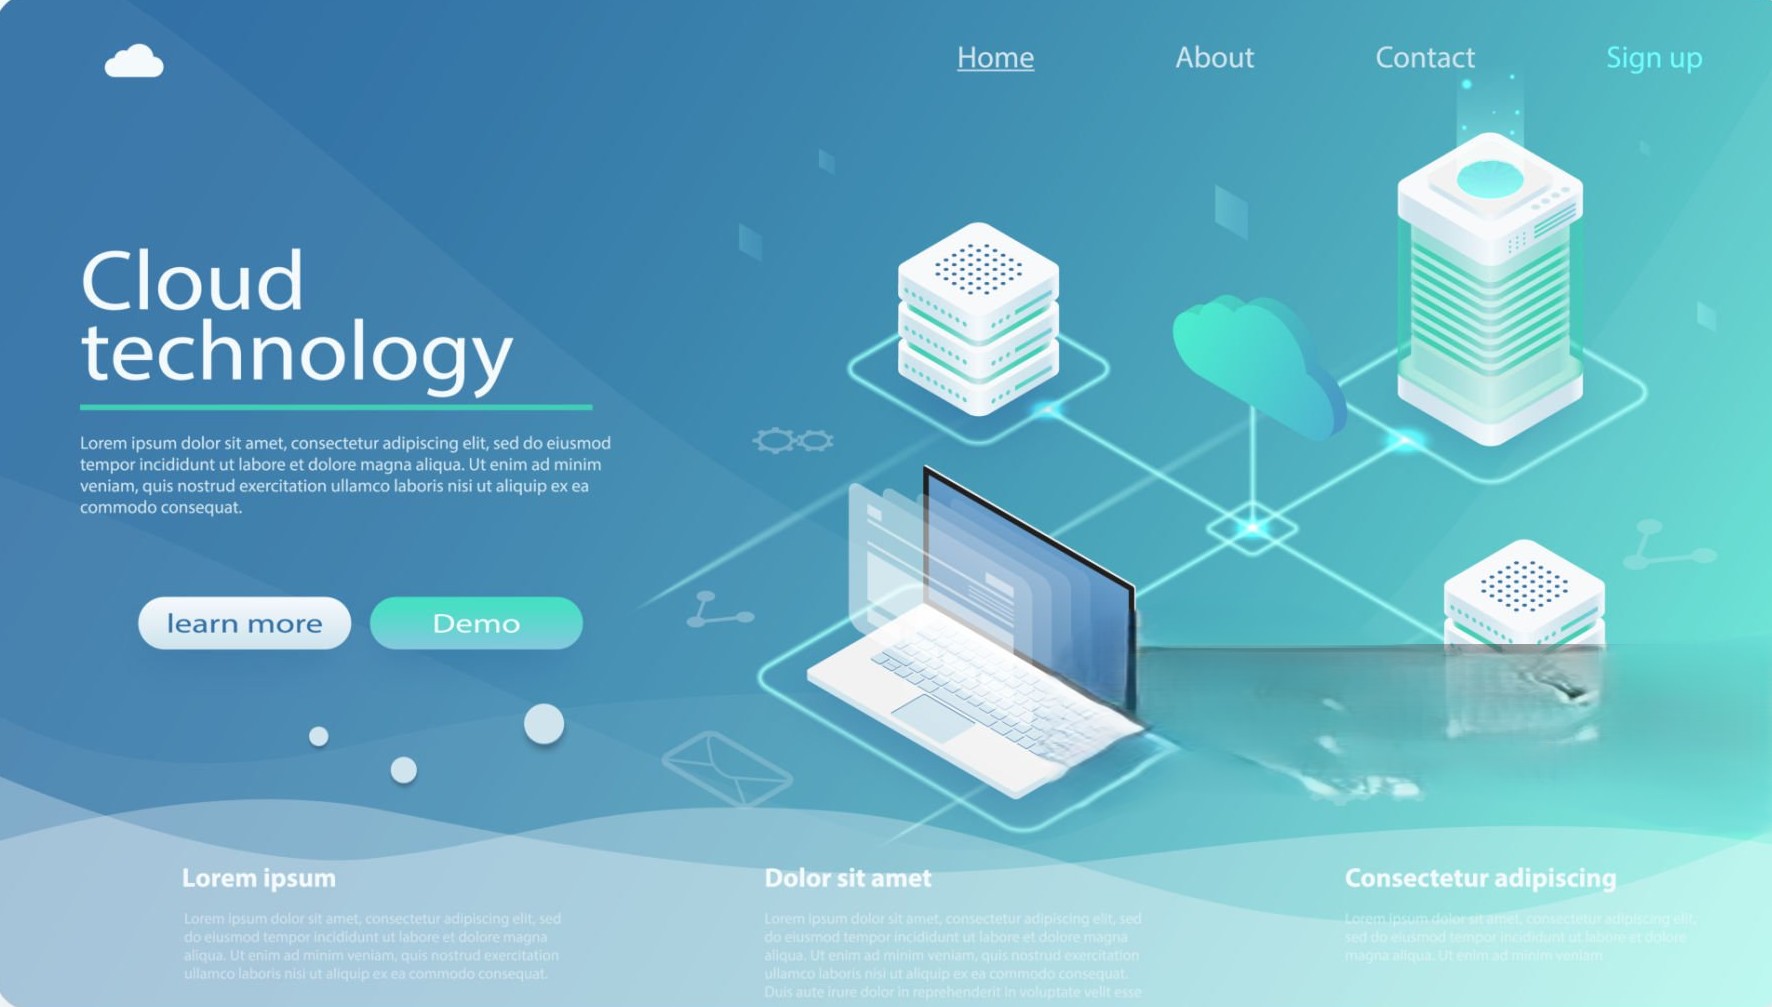 Home About Contact Sign up
Cloud
technology
Lorem ipsum dolor sit amet, consectetur adipiscing elit, sed do eiusmod
tempor incididunt ut labore et dolore magna aliqua. Ut enim ad minim
veniam, quis nostrud exercitation ullamco laboris nisi ut aliquip ex ea
commodo consequat.
learn more Demo
Lorem ipsum
Lorem ipsum dolor sit amet, consectetur adipiscing elit, sed
do eiusmod tempor incididunt ut labore et dolore magna
aliqua. Ut enim ad minim veniam, quis nostrud exercitation
ullamco laboris nisi ut aliquip ex ea commodo consequat.
Dolor sit amet
Lorem ipsum dolor sit amet, consectetur adipiscing elit, sed
do eiusmod tempor incididunt ut labore et dolore magna
aliqua. Ut enim ad minim veniam, quis nostrud exercitation
ullamco laboris nisi ut aliquip ex ea commodo consequat.
Duis aute irure dolor in reprehenderit in voluptate velit esse
Consectetur adipiscing
Lorem ipsum dolor sit amet, consectetur adipiscing elit,
sed do eiusmod tempor incididunt ut labore et dolore
magna aliqua. Ut enim ad minim veniam